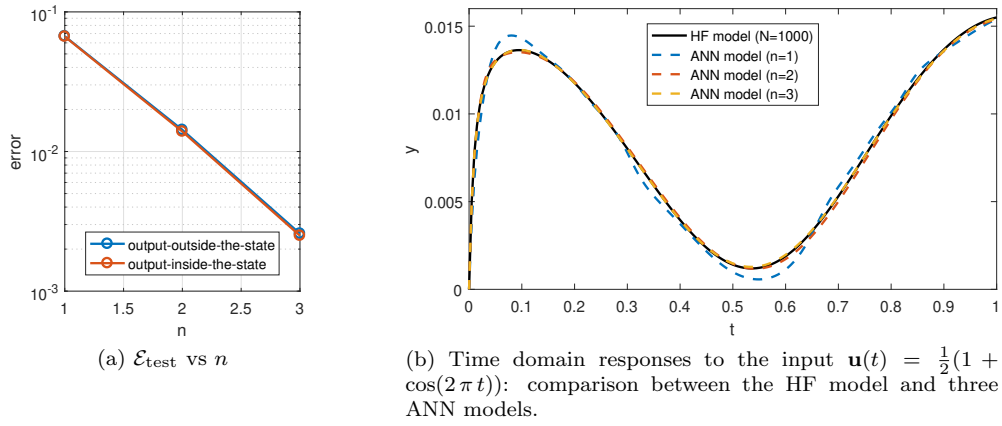 10^-1
10^-2
10^-3
error
1
1.5
2
2.5
3
n
output-outside-the-state
output-inside-the-state
(a) ℰ_test vs n
0.015
0.01
0.005
0
y
0
0.1
0.2
0.3
0.4
0.5
0.6
0.7
0.8
0.9
1
t
HF model (N=1000)
ANN model (n=1)
ANN model (n=2)
ANN model (n=3)
(b) Time domain responses to the input u(t) = ½(1 +
cos(2 π t)): comparison between the HF model and three
ANN models.